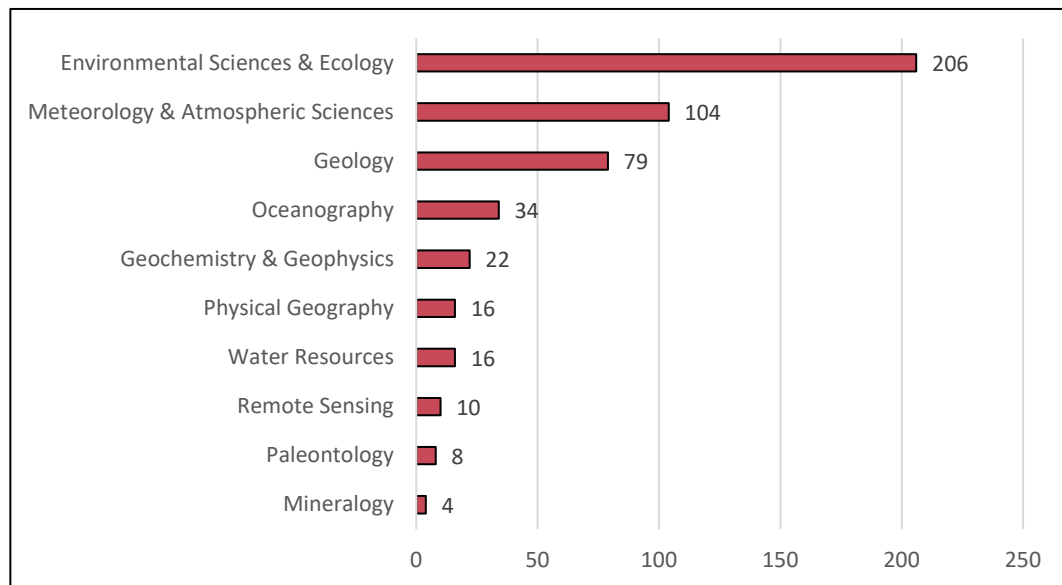 Environmental Sciences & Ecology 206
Meteorology & Atmospheric Sciences 104
Geology 79
Oceanography 34
Geochemistry & Geophysics 22
Physical Geography 16
Water Resources 16
Remote Sensing 10
Paleontology 8
Mineralogy 4
0 50 100 150 200 250